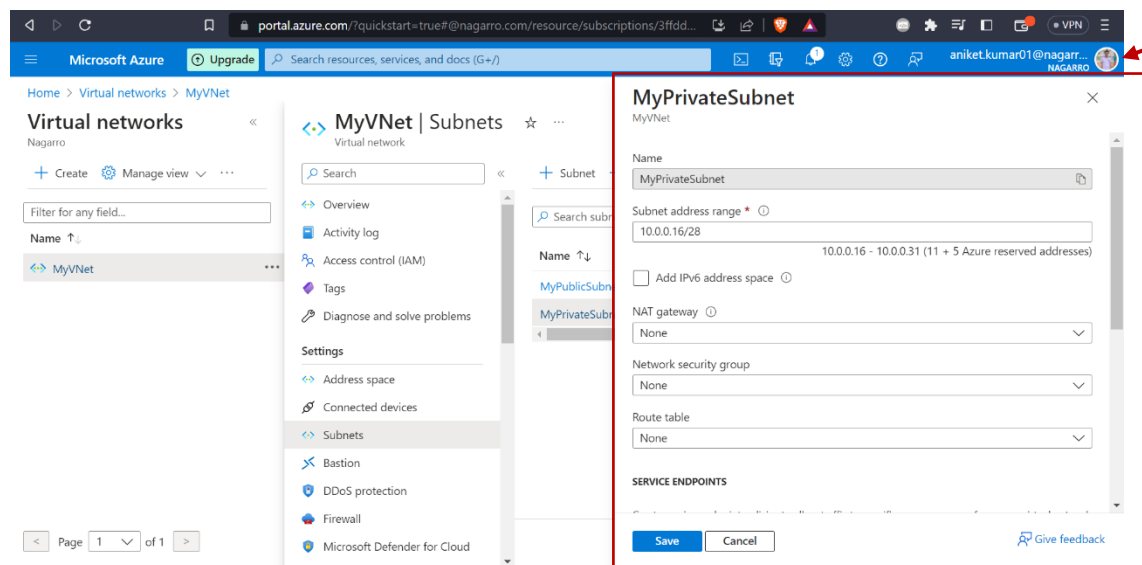 portal.azure.com/?quickstart=true#@nagarro.com/resource/subscriptions/3ffdd...
VPN
Microsoft Azure
Upgrade
Search resources, services, and docs (G+/)
1
aniket.kumar01@nagarr...
NAGARRO
Home > Virtual networks > MyVNet
Virtual networks
«
Nagarro
+ Create
Manage view
...
Filter for any field...
Name ↑↓
MyVNet
...
< Page 1 of 1 >
MyVNet | Subnets
...
Virtual network
Search
«
Overview
Activity log
Access control (IAM)
Tags
Diagnose and solve problems
Settings
Address space
Connected devices
Subnets
Bastion
DDoS protection
Firewall
Microsoft Defender for Cloud
+ Subnet
Search subn
Name ↑↓
MyPublicSubn
MyPrivateSubn
MyPrivateSubnet
MyVNet
Name
MyPrivateSubnet
Subnet address range *
10.0.0.16/28
10.0.0.16 - 10.0.0.31 (11 + 5 Azure reserved addresses)
Add IPv6 address space
NAT gateway
None
Network security group
None
Route table
None
SERVICE ENDPOINTS
Save
Cancel
Give feedback